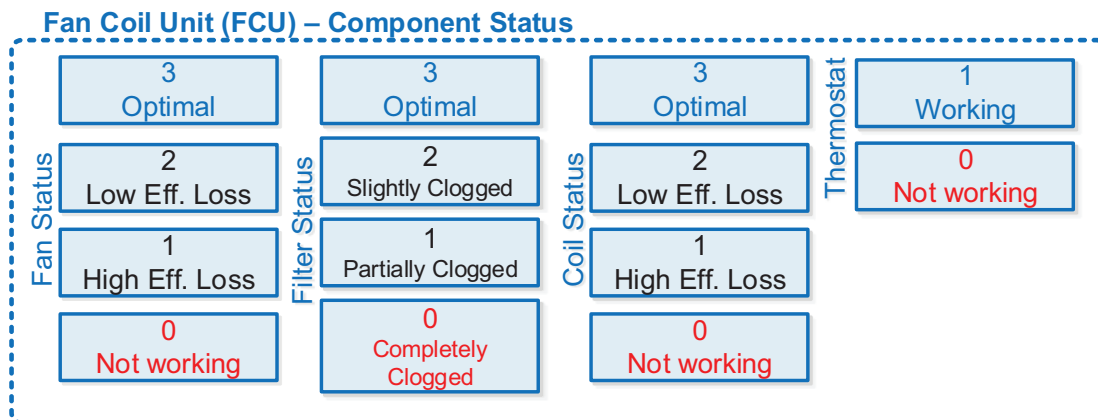 Fan Coil Unit (FCU) – Component Status
Fan Status
3
Optimal
2
Low Eff. Loss
1
High Eff. Loss
0
Not working
Filter Status
3
Optimal
2
Slightly Clogged
1
Partially Clogged
0
Completely
Clogged
Coil Status
3
Optimal
2
Low Eff. Loss
1
High Eff. Loss
0
Not working
Thermostat
1
Working
0
Not working